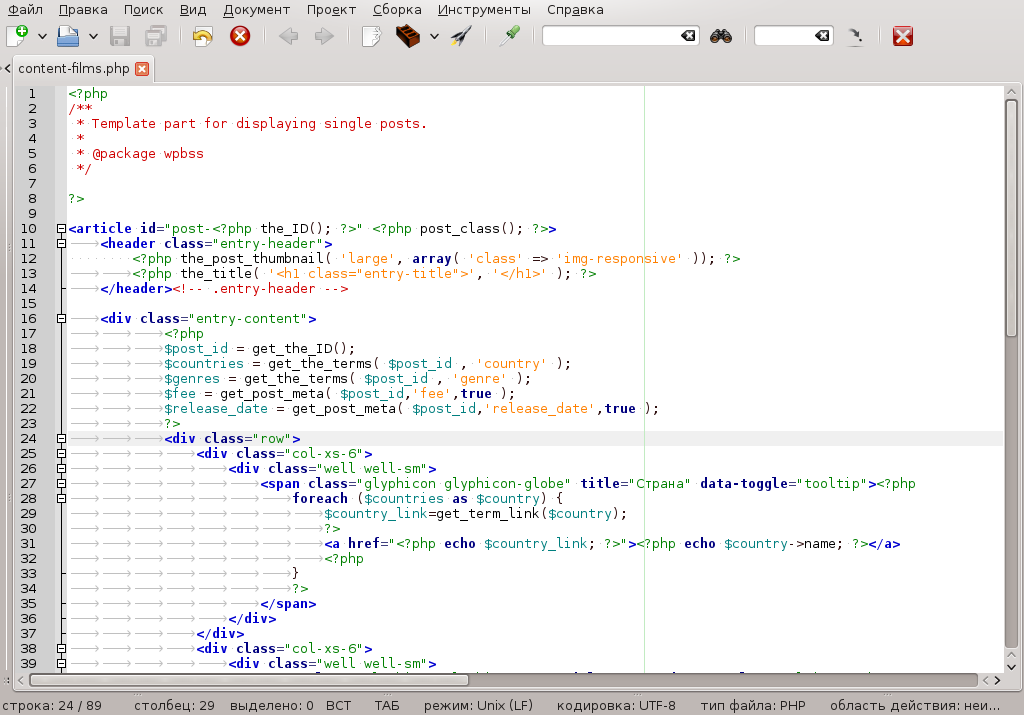 Файл Правка Поиск Вид Документ Проект Сборка Инструменты Справка
content-films.php
1 <?php
2 /**
3 * Template part for displaying single posts.
4 *
5 * @package wpbss
6 */
7
8 ?>
9
10 <article id="post-<?php the_ID(); ?>" <?php post_class(); ?>>
11 <header class="entry-header">
12 <?php the_post_thumbnail( 'large', array( 'class' => 'img-responsive' )); ?>
13 <?php the_title( '<h1 class="entry-title">', '</h1>' ); ?>
14 </header><!-- .entry-header -->
15
16 <div class="entry-content">
17 <?php
18 $post_id = get_the_ID();
19 $countries = get_the_terms( $post_id , 'country' );
20 $genres = get_the_terms( $post_id , 'genre' );
21 $fee = get_post_meta( $post_id,'fee',true );
22 $release_date = get_post_meta( $post_id,'release_date',true );
23 ?>
24 <div class="row">
25 <div class="col-xs-6">
26 <div class="well well-sm">
27 <span class="glyphicon glyphicon-globe" title="Страна" data-toggle="tooltip"><?php
28 foreach ($countries as $country) {
29 $country_link=get_term_link($country);
30 ?>
31 <a href="<?php echo $country_link; ?>"><?php echo $country->name; ?></a>
32 <?php
33 }
34 ?>
35 </span>
36 </div>
37 </div>
38 <div class="col-xs-6">
39 <div class="well well-sm">
строка: 24 / 89 столбец: 29 выделено: 0 ВСТ ТАБ режим: Unix (LF) кодировка: UTF-8 тип файла: PHP область действия: неи...